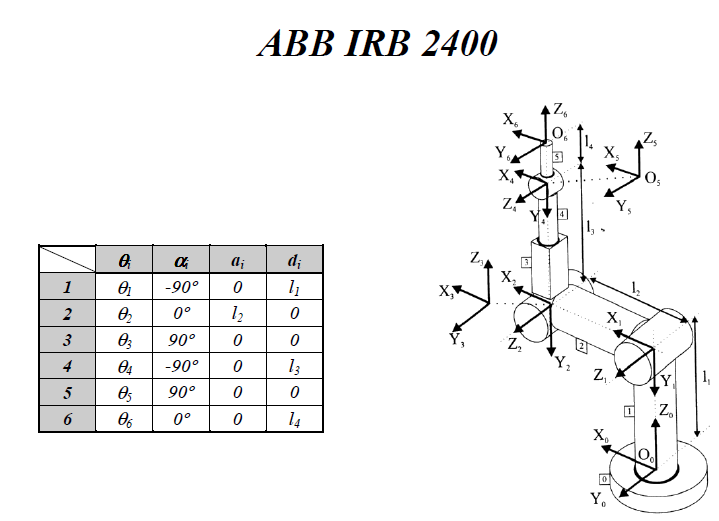 ABB IRB 2400
θi αi ai di
1 θ1 -90° 0 l1
2 θ2 0° l2 0
3 θ3 90° 0 0
4 θ4 -90° 0 l3
5 θ5 90° 0 0
6 θ6 0° 0 l4
Z6
X6
O6
Y6
5
l4
X4
Z4
Y4
4
Z5
X5
O5
Y5
l3
3
Z3
X3
Y3
X2
Z2
Y2
l2
2
X1
Z1
Y1
l1
1
Z0
X0
O0
0
Y0